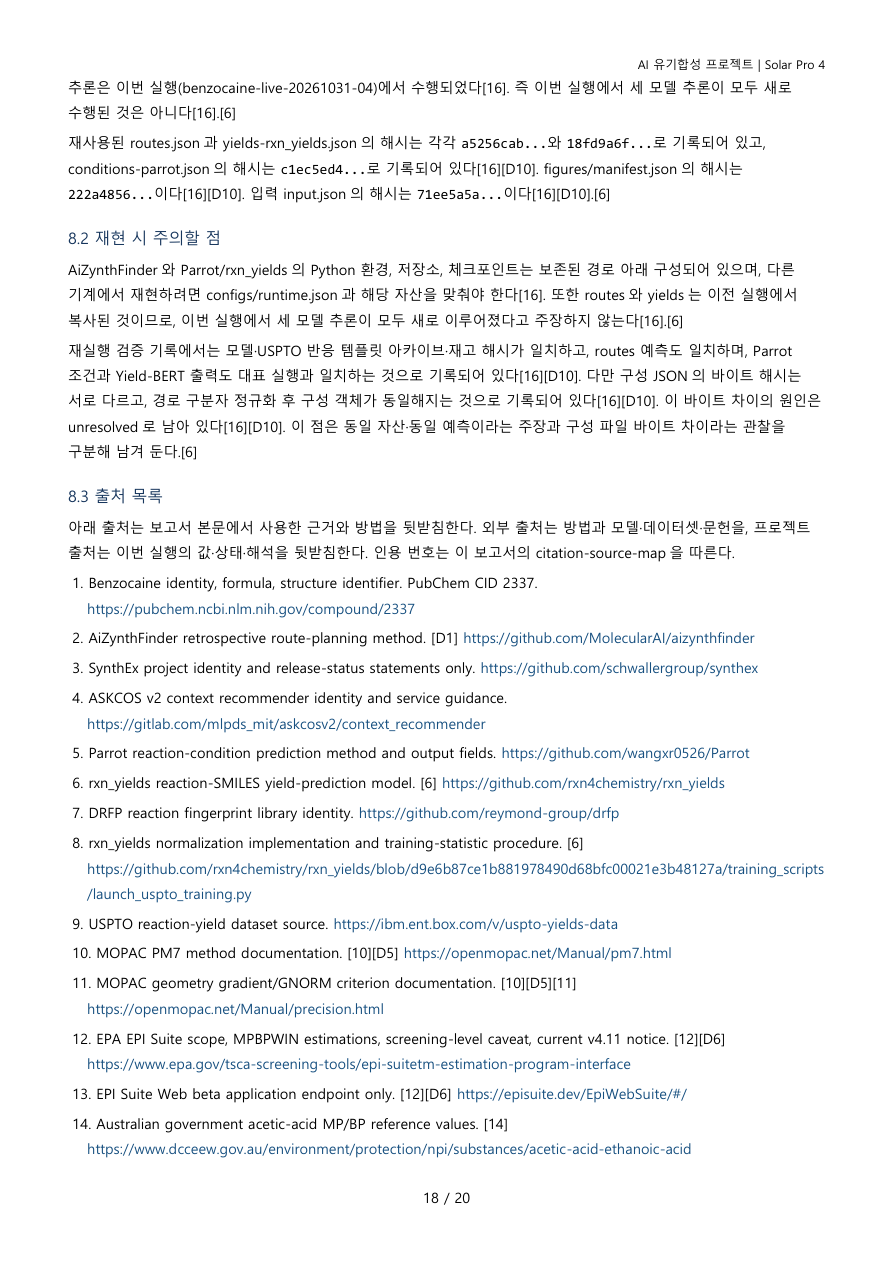 AI 유기합성 프로젝트 | Solar Pro 4
추론은 이번 실행(benzocaine-live-20261031-04)에서 수행되었다[16]. 즉 이번 실행에서 세 모델 추론이 모두 새로
수행된 것은 아니다[16].[6]
재사용된 routes.json 과 yields-rxn_yields.json 의 해시는 각각 a5256cab...와 18fd9a6f...로 기록되어 있고,
conditions-parrot.json 의 해시는 c1ec5ed4...로 기록되어 있다[16][D10]. figures/manifest.json 의 해시는
222a4856...이다[16][D10]. 입력 input.json 의 해시는 71ee5a5a...이다[16][D10].[6]
8.2 재현 시 주의할 점
AiZynthFinder 와 Parrot/rxn_yields 의 Python 환경, 저장소, 체크포인트는 보존된 경로 아래 구성되어 있으며, 다른
기계에서 재현하려면 configs/runtime.json 과 해당 자산을 맞춰야 한다[16]. 또한 routes 와 yields 는 이전 실행에서
복사된 것이므로, 이번 실행에서 세 모델 추론이 모두 새로 이루어졌다고 주장하지 않는다[16].[6]
재실행 검증 기록에서는 모델·USPTO 반응 템플릿 아카이브·재고 해시가 일치하고, routes 예측도 일치하며, Parrot
조건과 Yield-BERT 출력도 대표 실행과 일치하는 것으로 기록되어 있다[16][D10]. 다만 구성 JSON 의 바이트 해시는
서로 다르고, 경로 구분자 정규화 후 구성 객체가 동일해지는 것으로 기록되어 있다[16][D10]. 이 바이트 차이의 원인은
unresolved 로 남아 있다[16][D10]. 이 점은 동일 자산·동일 예측이라는 주장과 구성 파일 바이트 차이라는 관찰을
구분해 남겨 둔다.[6]
8.3 출처 목록
아래 출처는 보고서 본문에서 사용한 근거와 방법을 뒷받침한다. 외부 출처는 방법과 모델·데이터셋·문헌을, 프로젝트
출처는 이번 실행의 값·상태·해석을 뒷받침한다. 인용 번호는 이 보고서의 citation-source-map 을 따른다.
1. Benzocaine identity, formula, structure identifier. PubChem CID 2337.
https://pubchem.ncbi.nlm.nih.gov/compound/2337
2. AiZynthFinder retrospective route-planning method. [D1] https://github.com/MolecularAI/aizynthfinder
3. SynthEx project identity and release-status statements only. https://github.com/schwallergroup/synthex
4. ASKCOS v2 context recommender identity and service guidance.
https://gitlab.com/mlpds_mit/askcosv2/context_recommender
5. Parrot reaction-condition prediction method and output fields. https://github.com/wangxr0526/Parrot
6. rxn_yields reaction-SMILES yield-prediction model. [6] https://github.com/rxn4chemistry/rxn_yields
7. DRFP reaction fingerprint library identity. https://github.com/reymond-group/drfp
8. rxn_yields normalization implementation and training-statistic procedure. [6]
https://github.com/rxn4chemistry/rxn_yields/blob/d9e6b87ce1b881978490d68bfc00021e3b48127a/training_scripts
/launch_uspto_training.py
9. USPTO reaction-yield dataset source. https://ibm.ent.box.com/v/uspto-yields-data
10. MOPAC PM7 method documentation. [10][D5] https://openmopac.net/Manual/pm7.html
11. MOPAC geometry gradient/GNORM criterion documentation. [10][D5][11]
https://openmopac.net/Manual/precision.html
12. EPA EPI Suite scope, MPBPWIN estimations, screening-level caveat, current v4.11 notice. [12][D6]
https://www.epa.gov/tsca-screening-tools/epi-suitetm-estimation-program-interface
13. EPI Suite Web beta application endpoint only. [12][D6] https://episuite.dev/EpiWebSuite/#/
14. Australian government acetic-acid MP/BP reference values. [14]
https://www.dcceew.gov.au/environment/protection/npi/substances/acetic-acid-ethanoic-acid
18 / 20